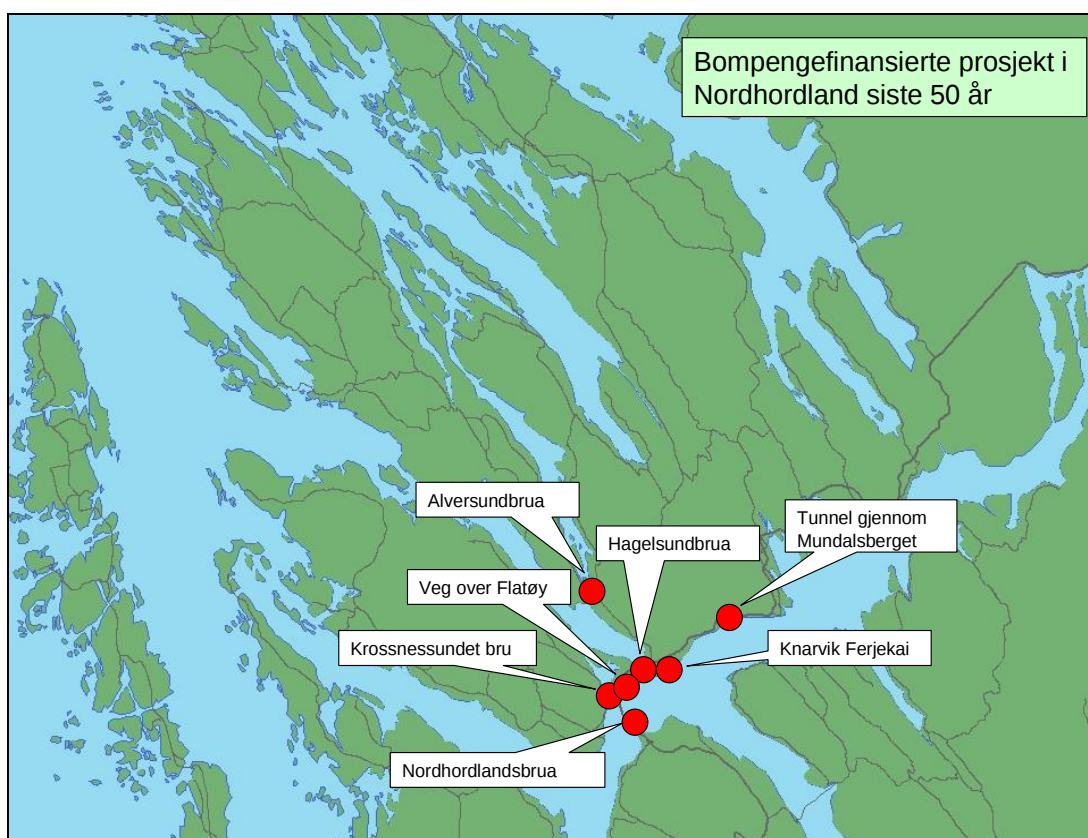 Bompengefinansierte prosjekt i
Nordhordland siste 50 år
Alversundbrua
Hagelsundbrua
Tunnel gjennom
Mundalsberget
Veg over Flatøy
Krossnessundet bru
Knarvik Ferjekai
Nordhordlandsbrua